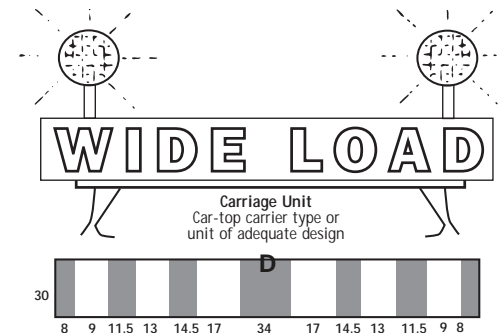 WIDE LOAD
Carriage Unit
Car-top carrier type or
unit of adequate design
D
30
8 9 11.5 13 14.5 17 34 17 14.5 13 11.5 9 8